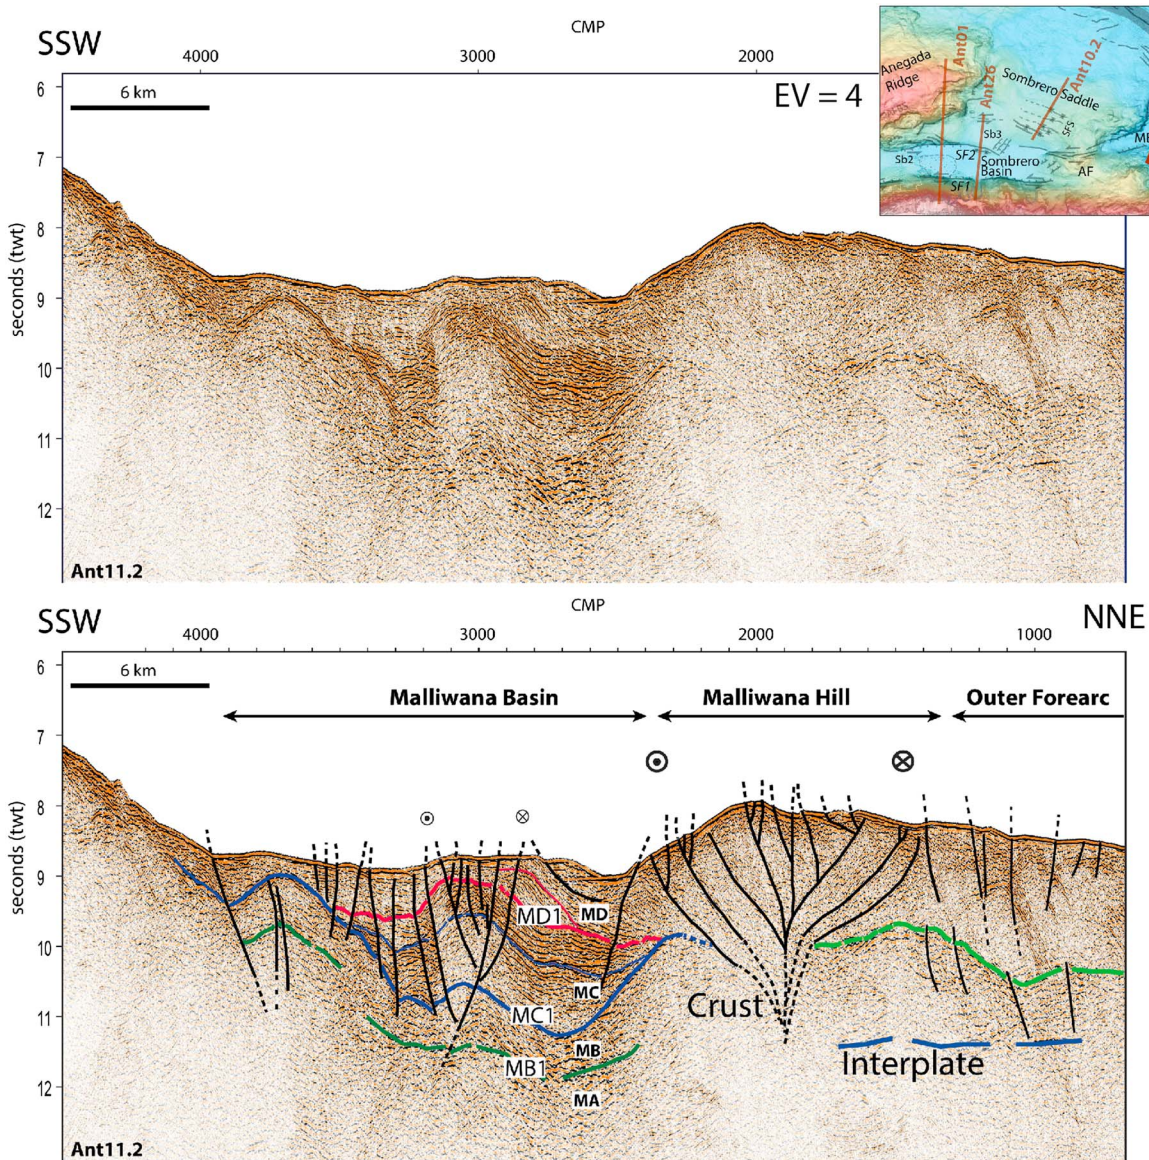 SSW
CMP
4000
3000
2000
6 km
EV = 4
6
7
8
9
10
11
12
seconds (twt)
Ant11.2
Anegada
Ridge
Ant01
Ant26
Ant10.2
Sombrero Saddle
SFS
Sb3
Sb2
SF2
Sombrero
Basin
AF
SF1
SSW
CMP
NNE
4000
3000
2000
1000
6 km
6
7
8
9
10
11
12
seconds (twt)
Malliwana Basin
Malliwana Hill
Outer Forearc
MD1
MD
MC
MC1
MB
MB1
MA
Crust
Interplate
Ant11.2